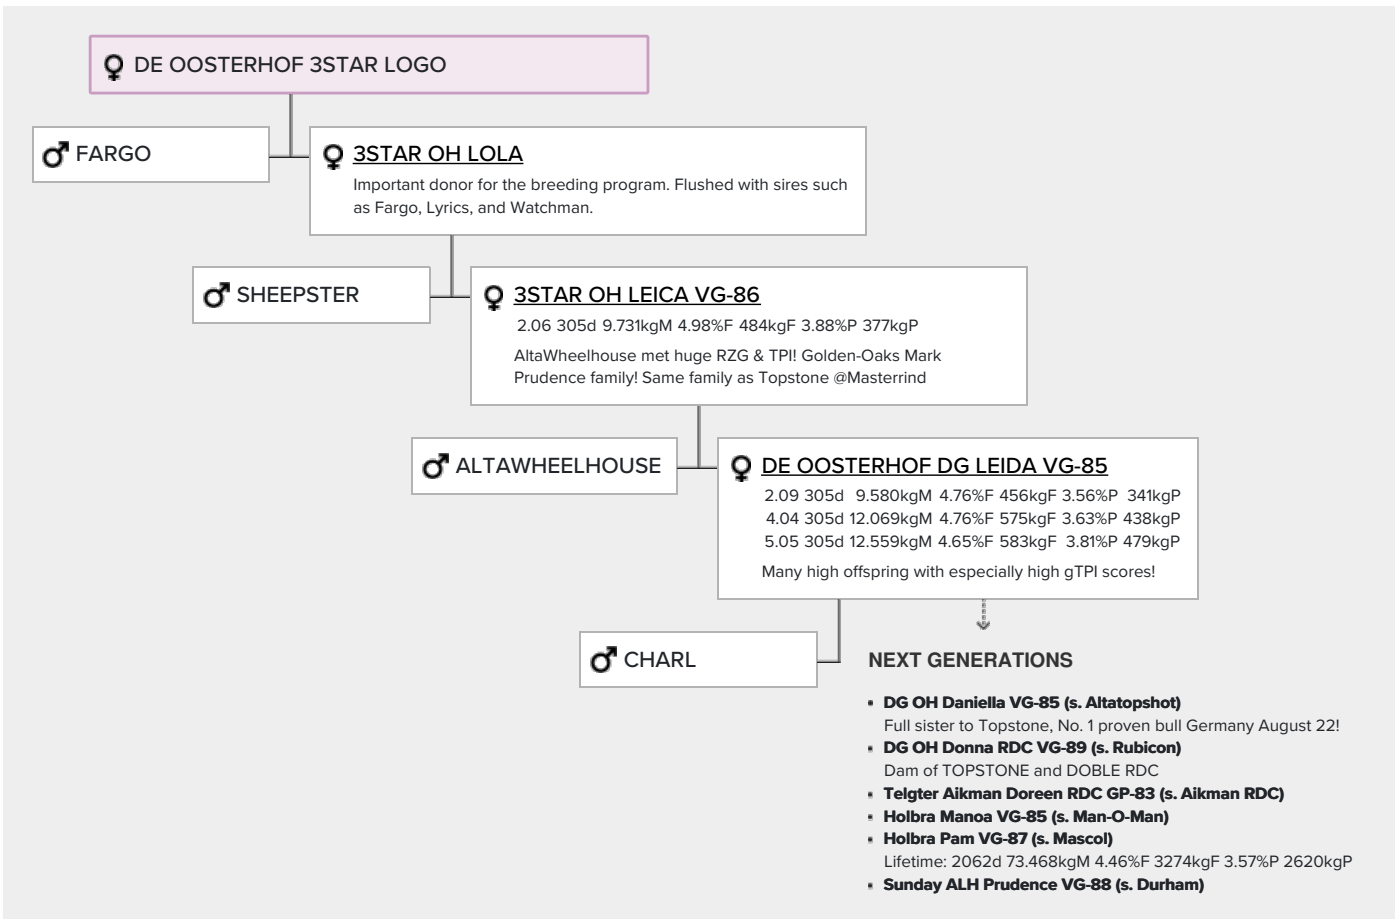 DE OOSTERHOF 3STAR LOGO
FARGO
3STAR OH LOLA
Important donor for the breeding program. Flushed with sires such
as Fargo, Lyrics, and Watchman.
SHEEPSTER
3STAR OH LEICA VG-86
2.06 305d 9.731kgM 4.98%F 484kgF 3.88%P 377kgP
AltaWheelhouse met huge RZG & TPI! Golden-Oaks Mark
Prudence family! Same family as Topstone @Masterrind
ALTAWHEELHOUSE
DE OOSTERHOF DG LEIDA VG-85
2.09 305d 9.580kgM 4.76%F 456kgF 3.56%P 341kgP
4.04 305d 12.069kgM 4.76%F 575kgF 3.63%P 438kgP
5.05 305d 12.559kgM 4.65%F 583kgF 3.81%P 479kgP
Many high offspring with especially high gTPI scores!
CHARL
NEXT GENERATIONS
DG OH Daniella VG-85 (s. Altatopshot)
Full sister to Topstone, No. 1 proven bull Germany August 22!
DG OH Donna RDC VG-89 (s. Rubicon)
Dam of TOPSTONE and DOBLE RDC
Telgter Aikman Doreen RDC GP-83 (s. Aikman RDC)
Holbra Manoa VG-85 (s. Man-O-Man)
Holbra Pam VG-87 (s. Mascol)
Lifetime: 2062d 73.468kgM 4.46%F 3274kgF 3.57%P 2620kgP
Sunday ALH Prudence VG-88 (s. Durham)